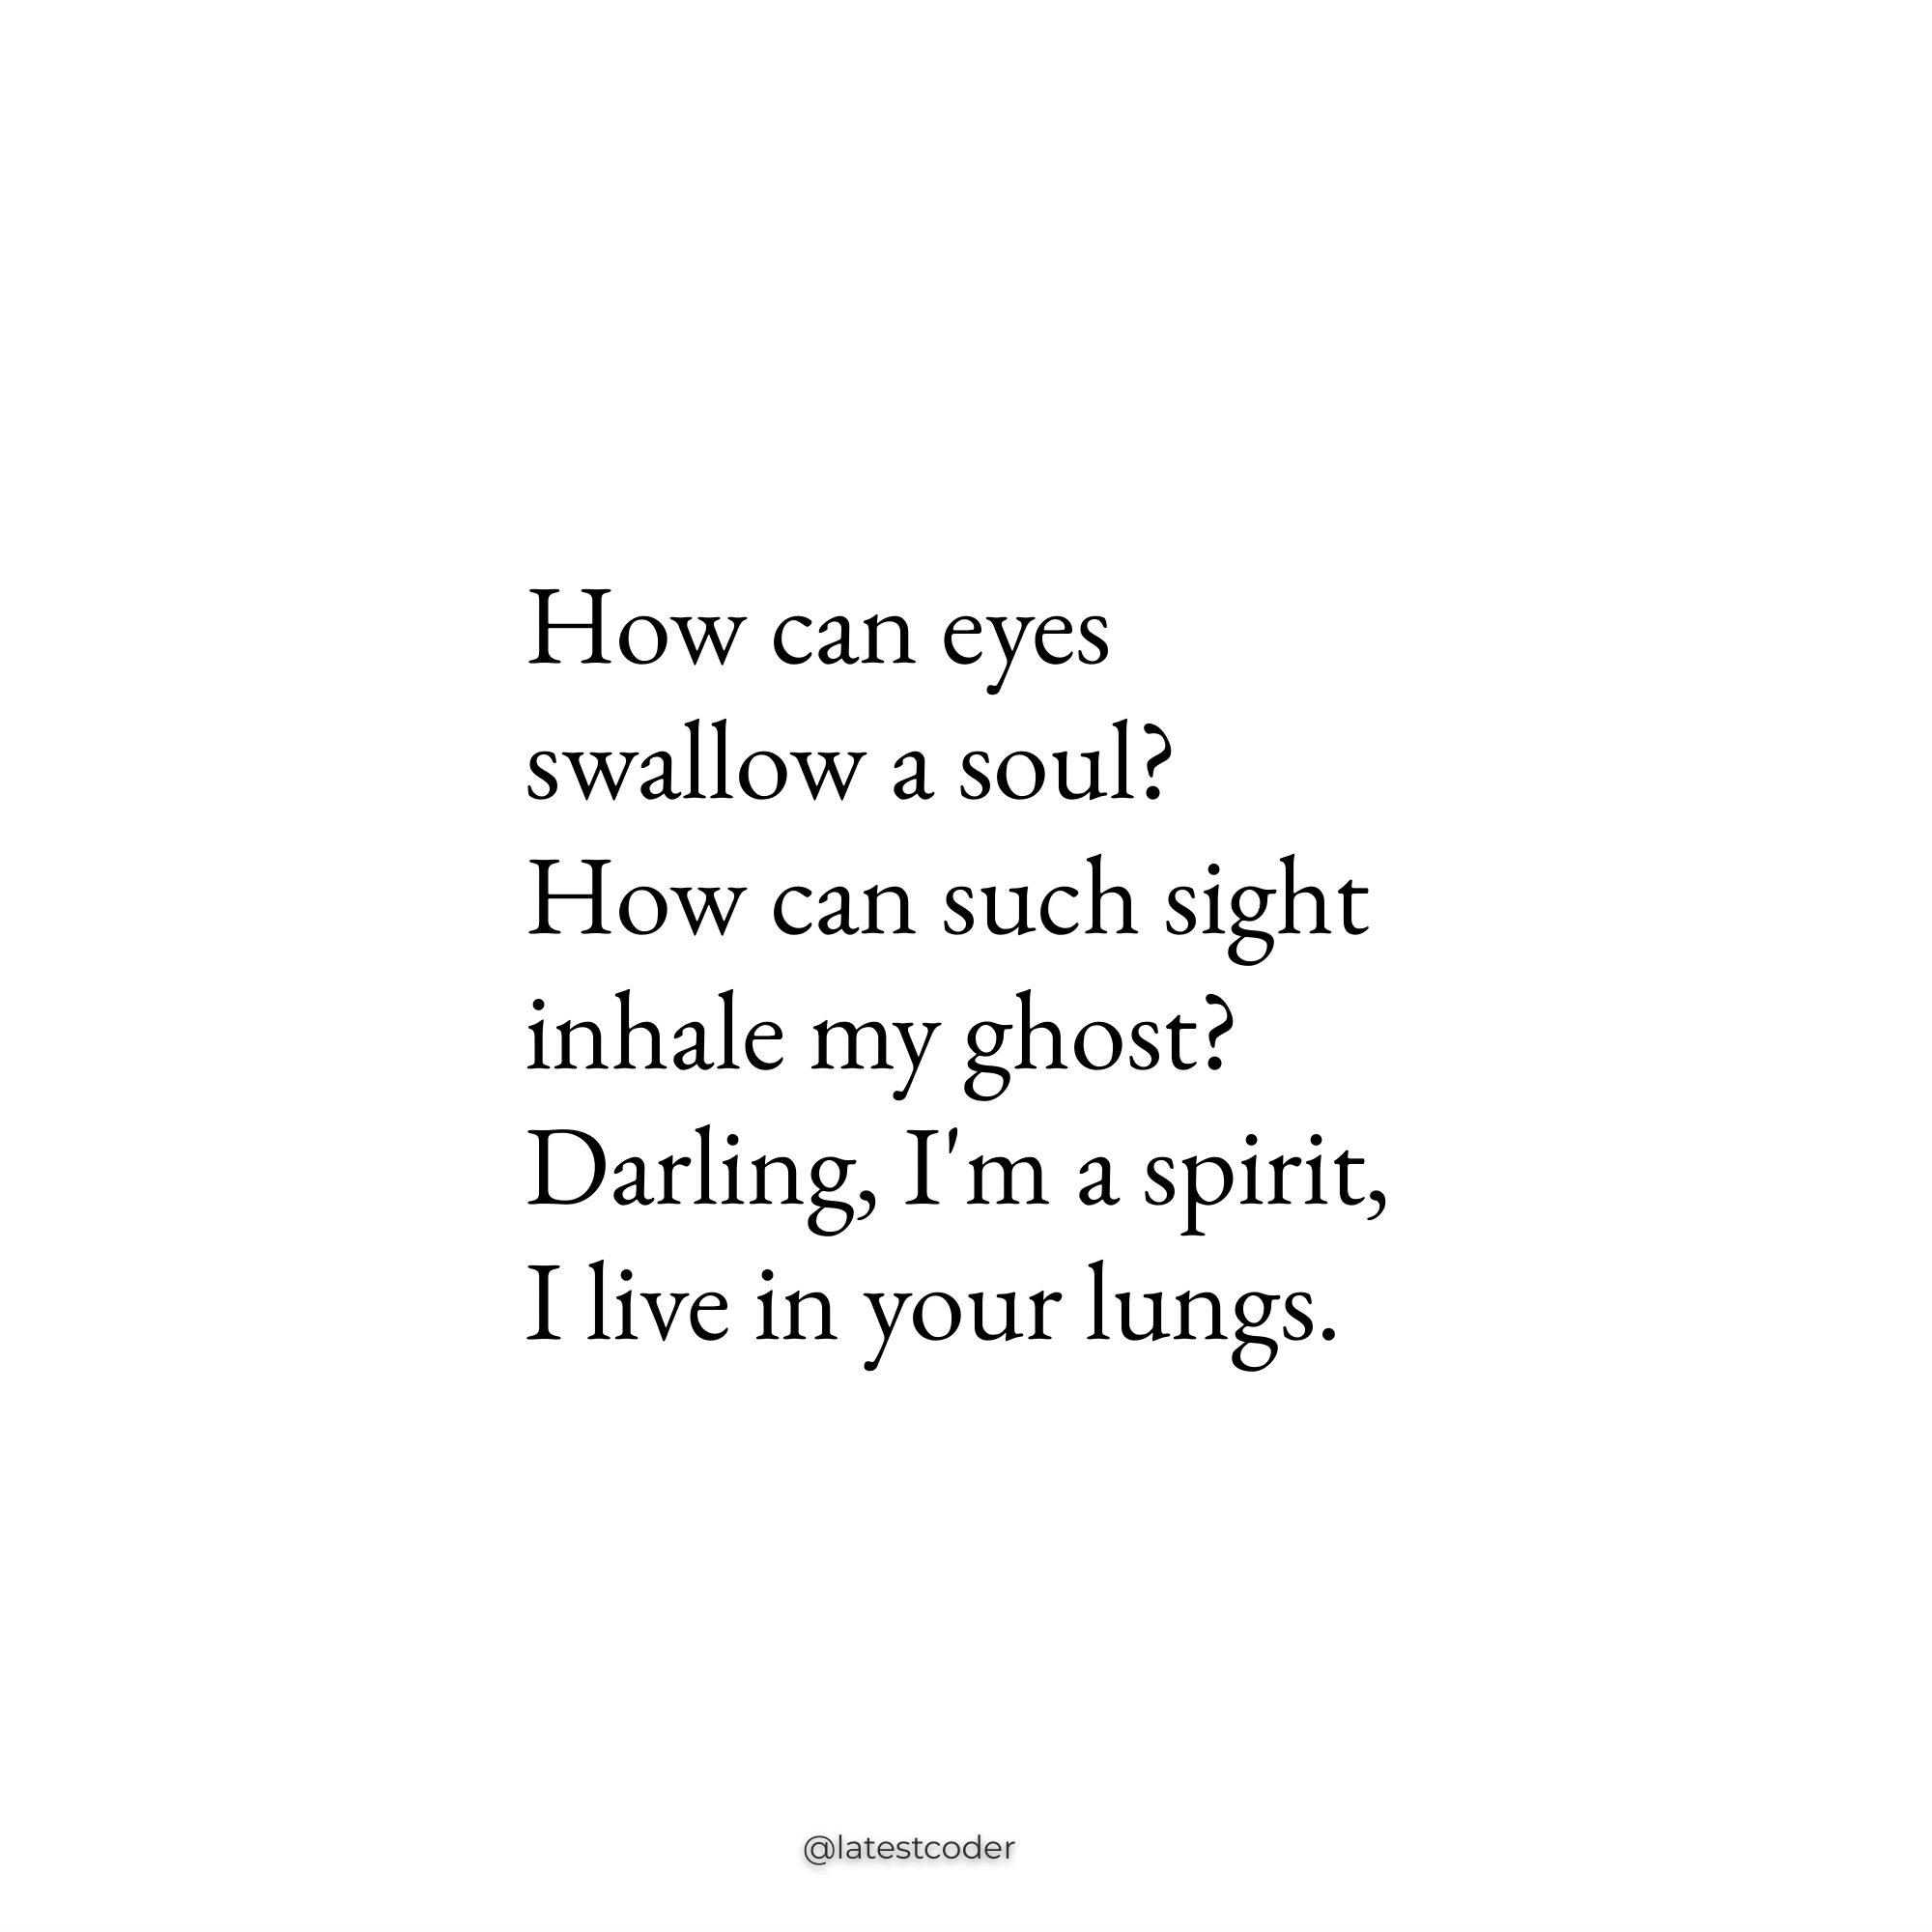 How can eyes
swallow a soul?
How can such sight
inhale my ghost?
Darling, I'm a spirit,
I live in your lungs.
@latestcoder